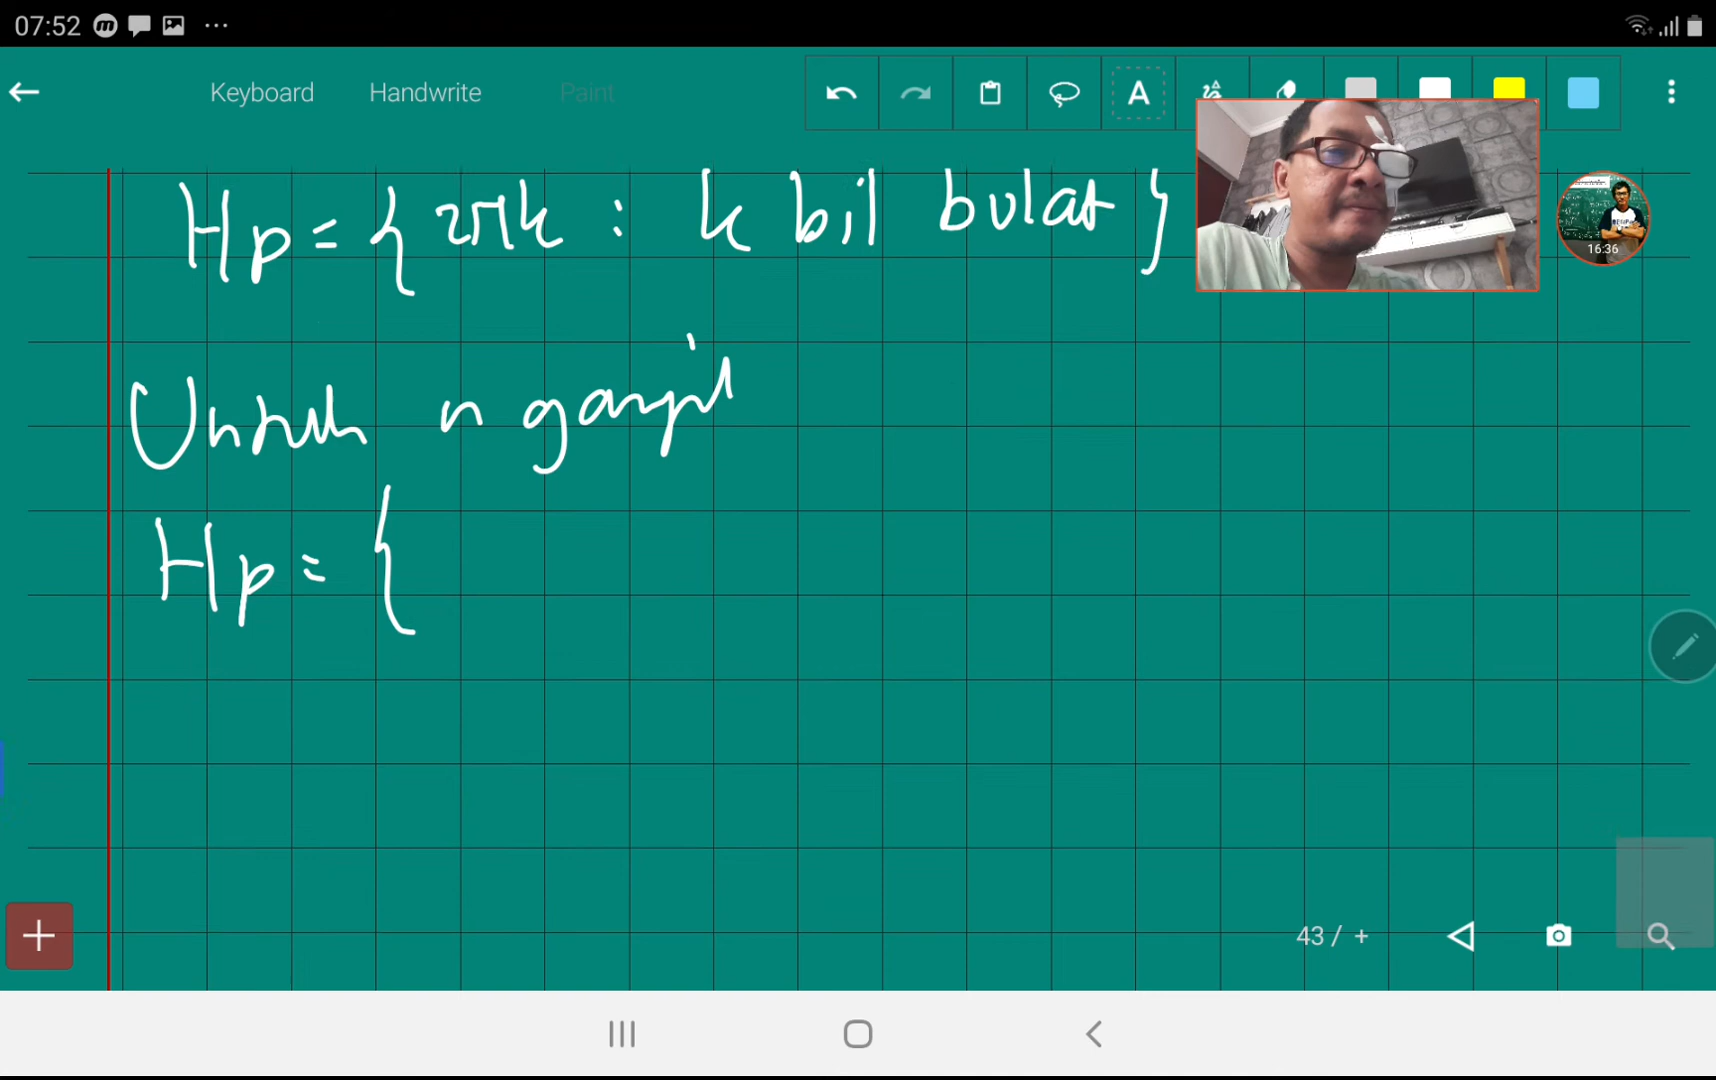 07:52
Keyboard Handwrite Paint A
Hp = { 2πk : k bil bulat }
16:36
Untuk n ganjil
Hp = {
43 / +